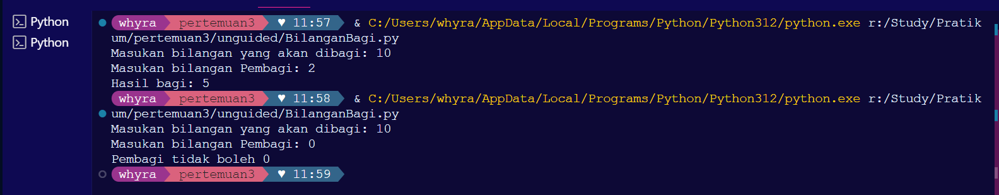 Python
Python
whyra pertemuan3 ♥ 11:57 & C:/Users/whyra/AppData/Local/Programs/Python/Python312/python.exe r:/Study/Pratik
um/pertemuan3/unguided/BilanganBagi.py
Masukan bilangan yang akan dibagi: 10
Masukan bilangan Pembagi: 2
Hasil bagi: 5
whyra pertemuan3 ♥ 11:58 & C:/Users/whyra/AppData/Local/Programs/Python/Python312/python.exe r:/Study/Pratik
um/pertemuan3/unguided/BilanganBagi.py
Masukan bilangan yang akan dibagi: 10
Masukan bilangan Pembagi: 0
Pembagi tidak boleh 0
whyra pertemuan3 ♥ 11:59